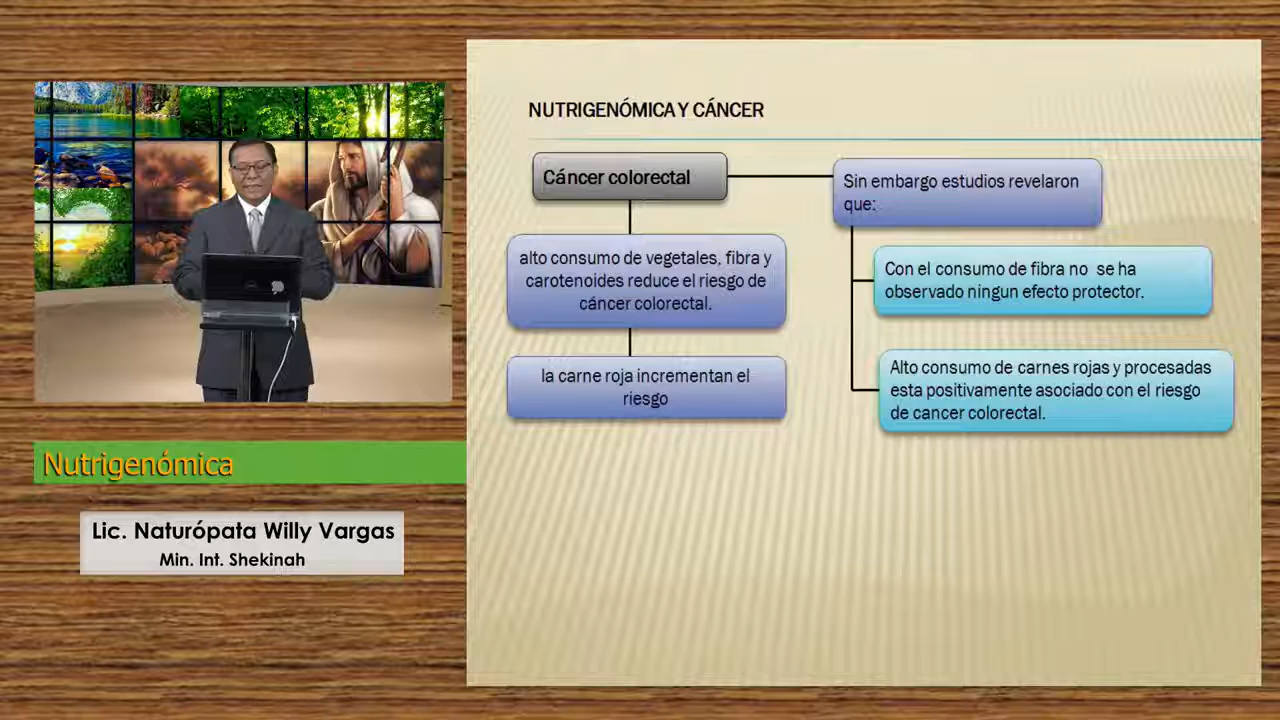 NUTRIGENÓMICA Y CÁNCER
Cáncer colorectal
alto consumo de vegetales, fibra y
carotenoides reduce el riesgo de
cáncer colorectal.
la carne roja incrementan el
riesgo
Sin embargo estudios revelaron
que:
Con el consumo de fibra no se ha
observado ningun efecto protector.
Alto consumo de carnes rojas y procesadas
esta positivamente asociado con el riesgo
de cancer colorectal.
Nutrigenómica
Lic. Naturópata Willy Vargas
Min. Int. Shekinah